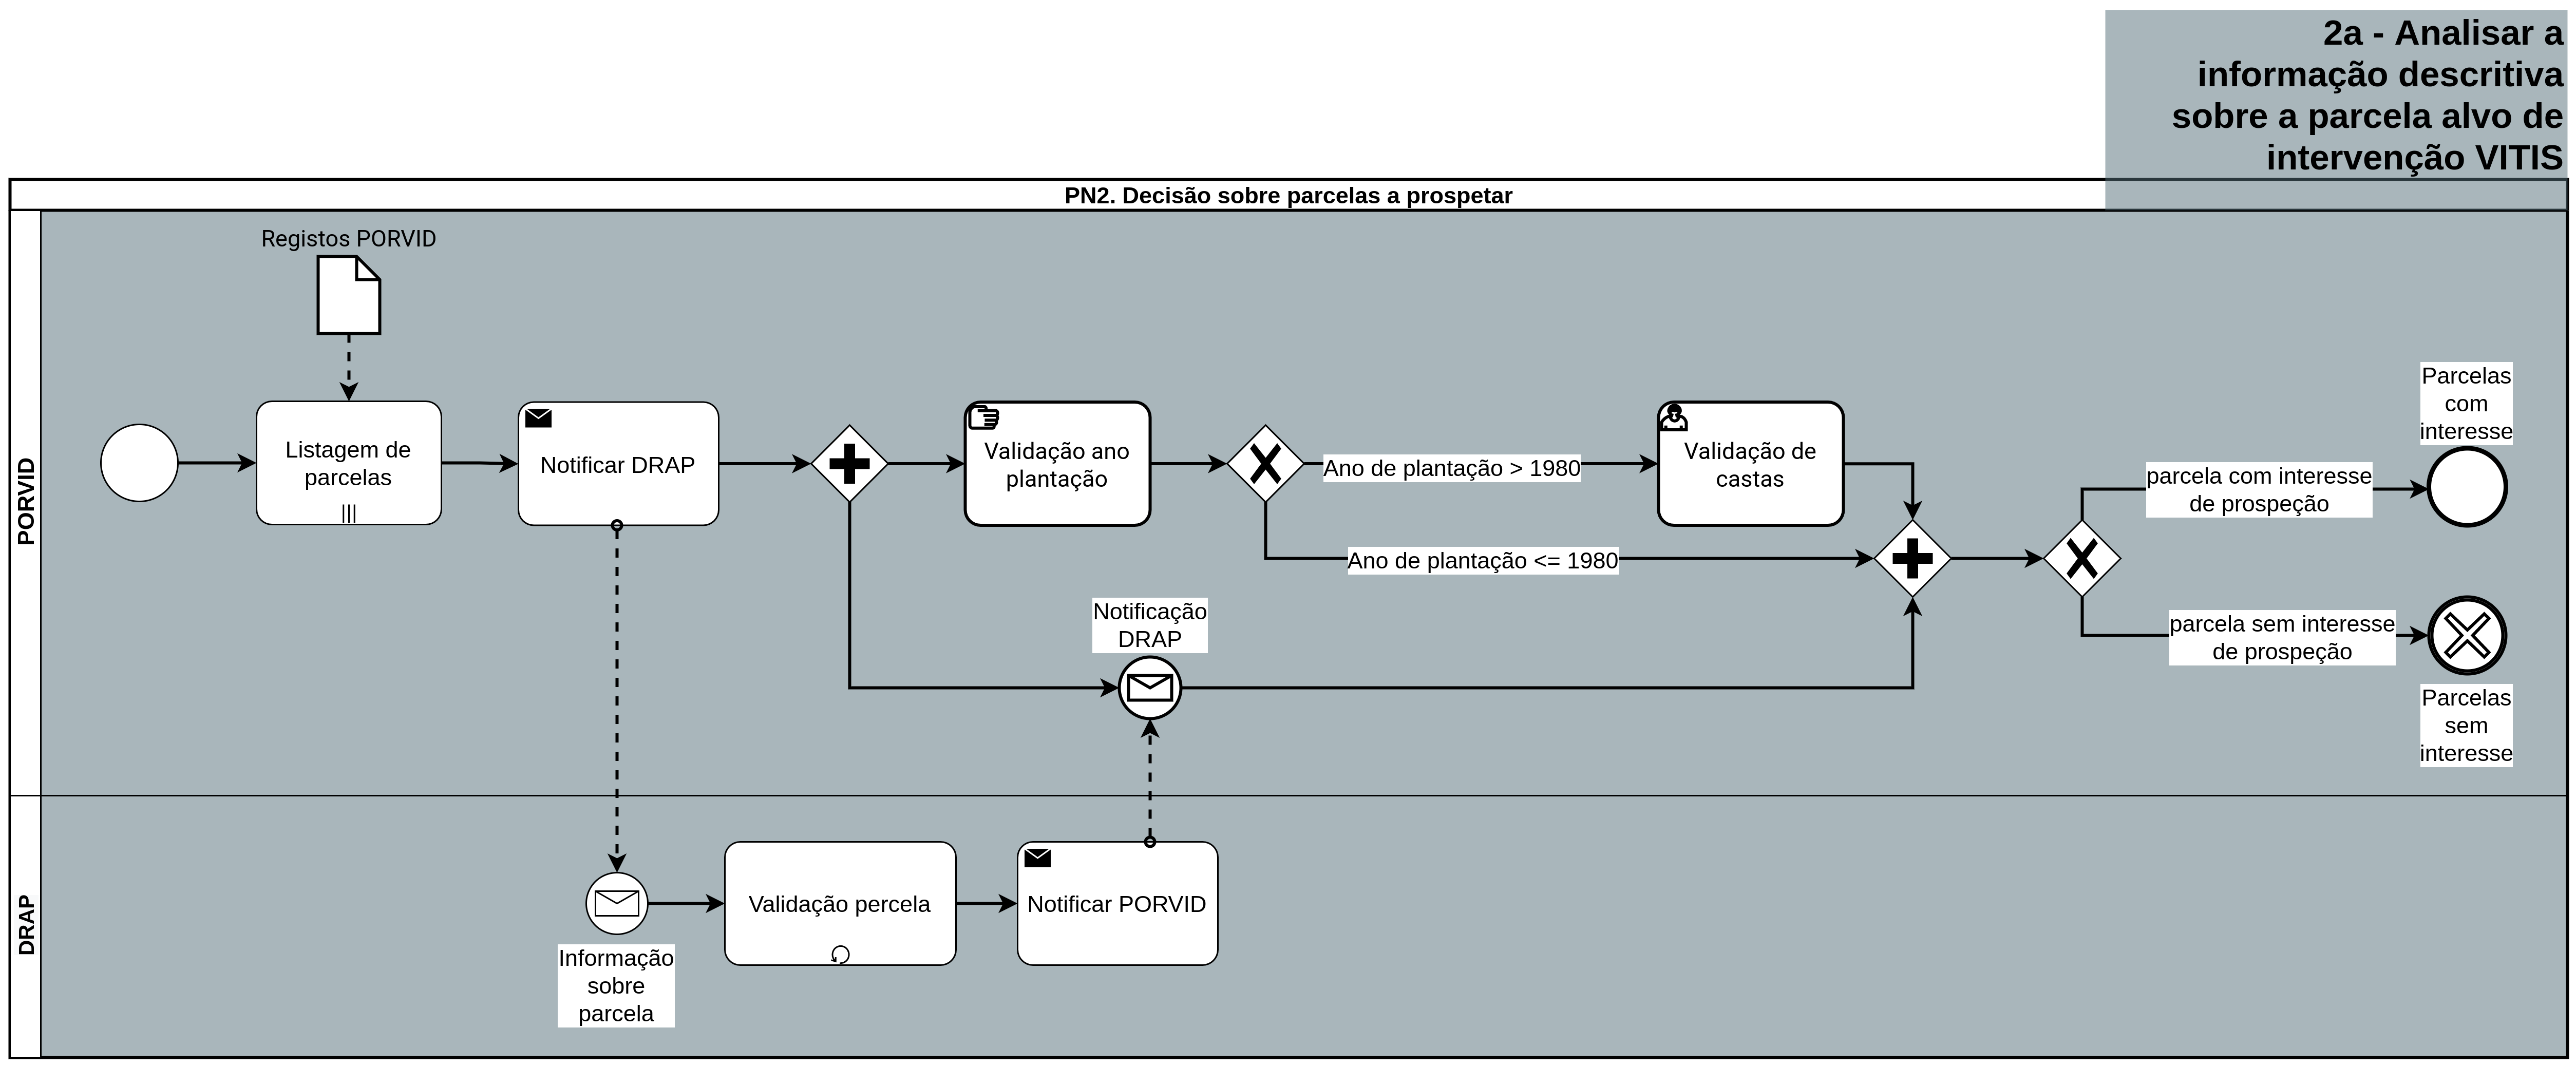 2a - Analisar a
informação descritiva
sobre a parcela alvo de
intervenção VITIS
PN2. Decisão sobre parcelas a prospetar
PORVID
Registos PORVID
Listagem de
parcelas
Notificar DRAP
Validação ano
plantação
Ano de plantação > 1980
Ano de plantação <= 1980
Validação de
castas
Notificação
DRAP
parcela com interesse
de prospeção
Parcelas
com
interesse
parcela sem interesse
de prospeção
Parcelas
sem
interesse
DRAP
Informação
sobre
parcela
Validação percela
Notificar PORVID